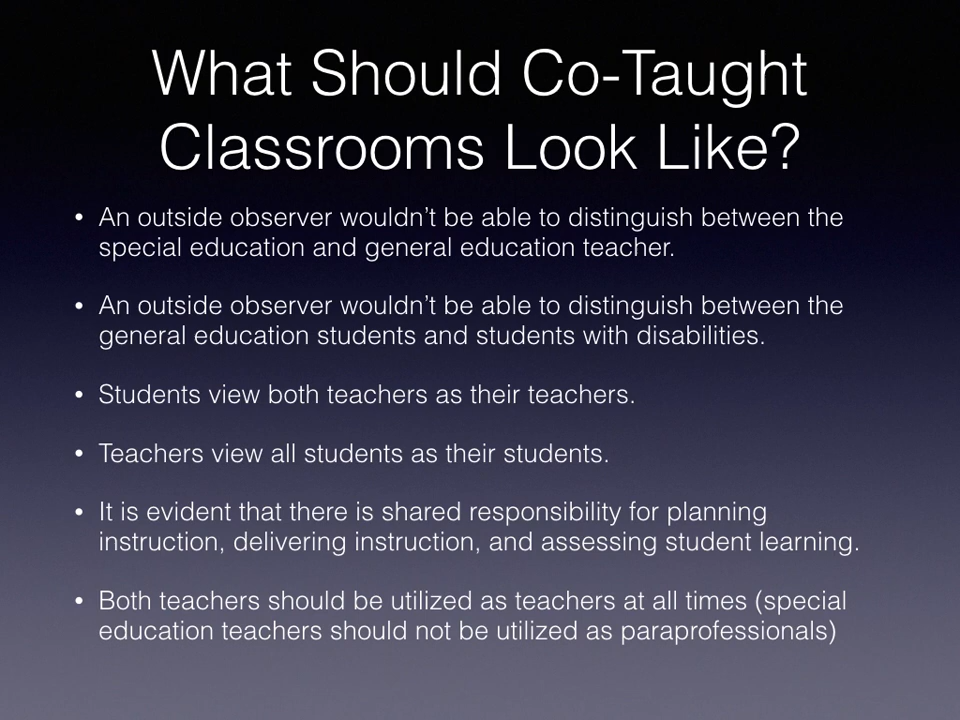 What Should Co-Taught
Classrooms Look Like?
• An outside observer wouldn’t be able to distinguish between the
special education and general education teacher.
• An outside observer wouldn’t be able to distinguish between the
general education students and students with disabilities.
• Students view both teachers as their teachers.
• Teachers view all students as their students.
• It is evident that there is shared responsibility for planning
instruction, delivering instruction, and assessing student learning.
• Both teachers should be utilized as teachers at all times (special
education teachers should not be utilized as paraprofessionals)